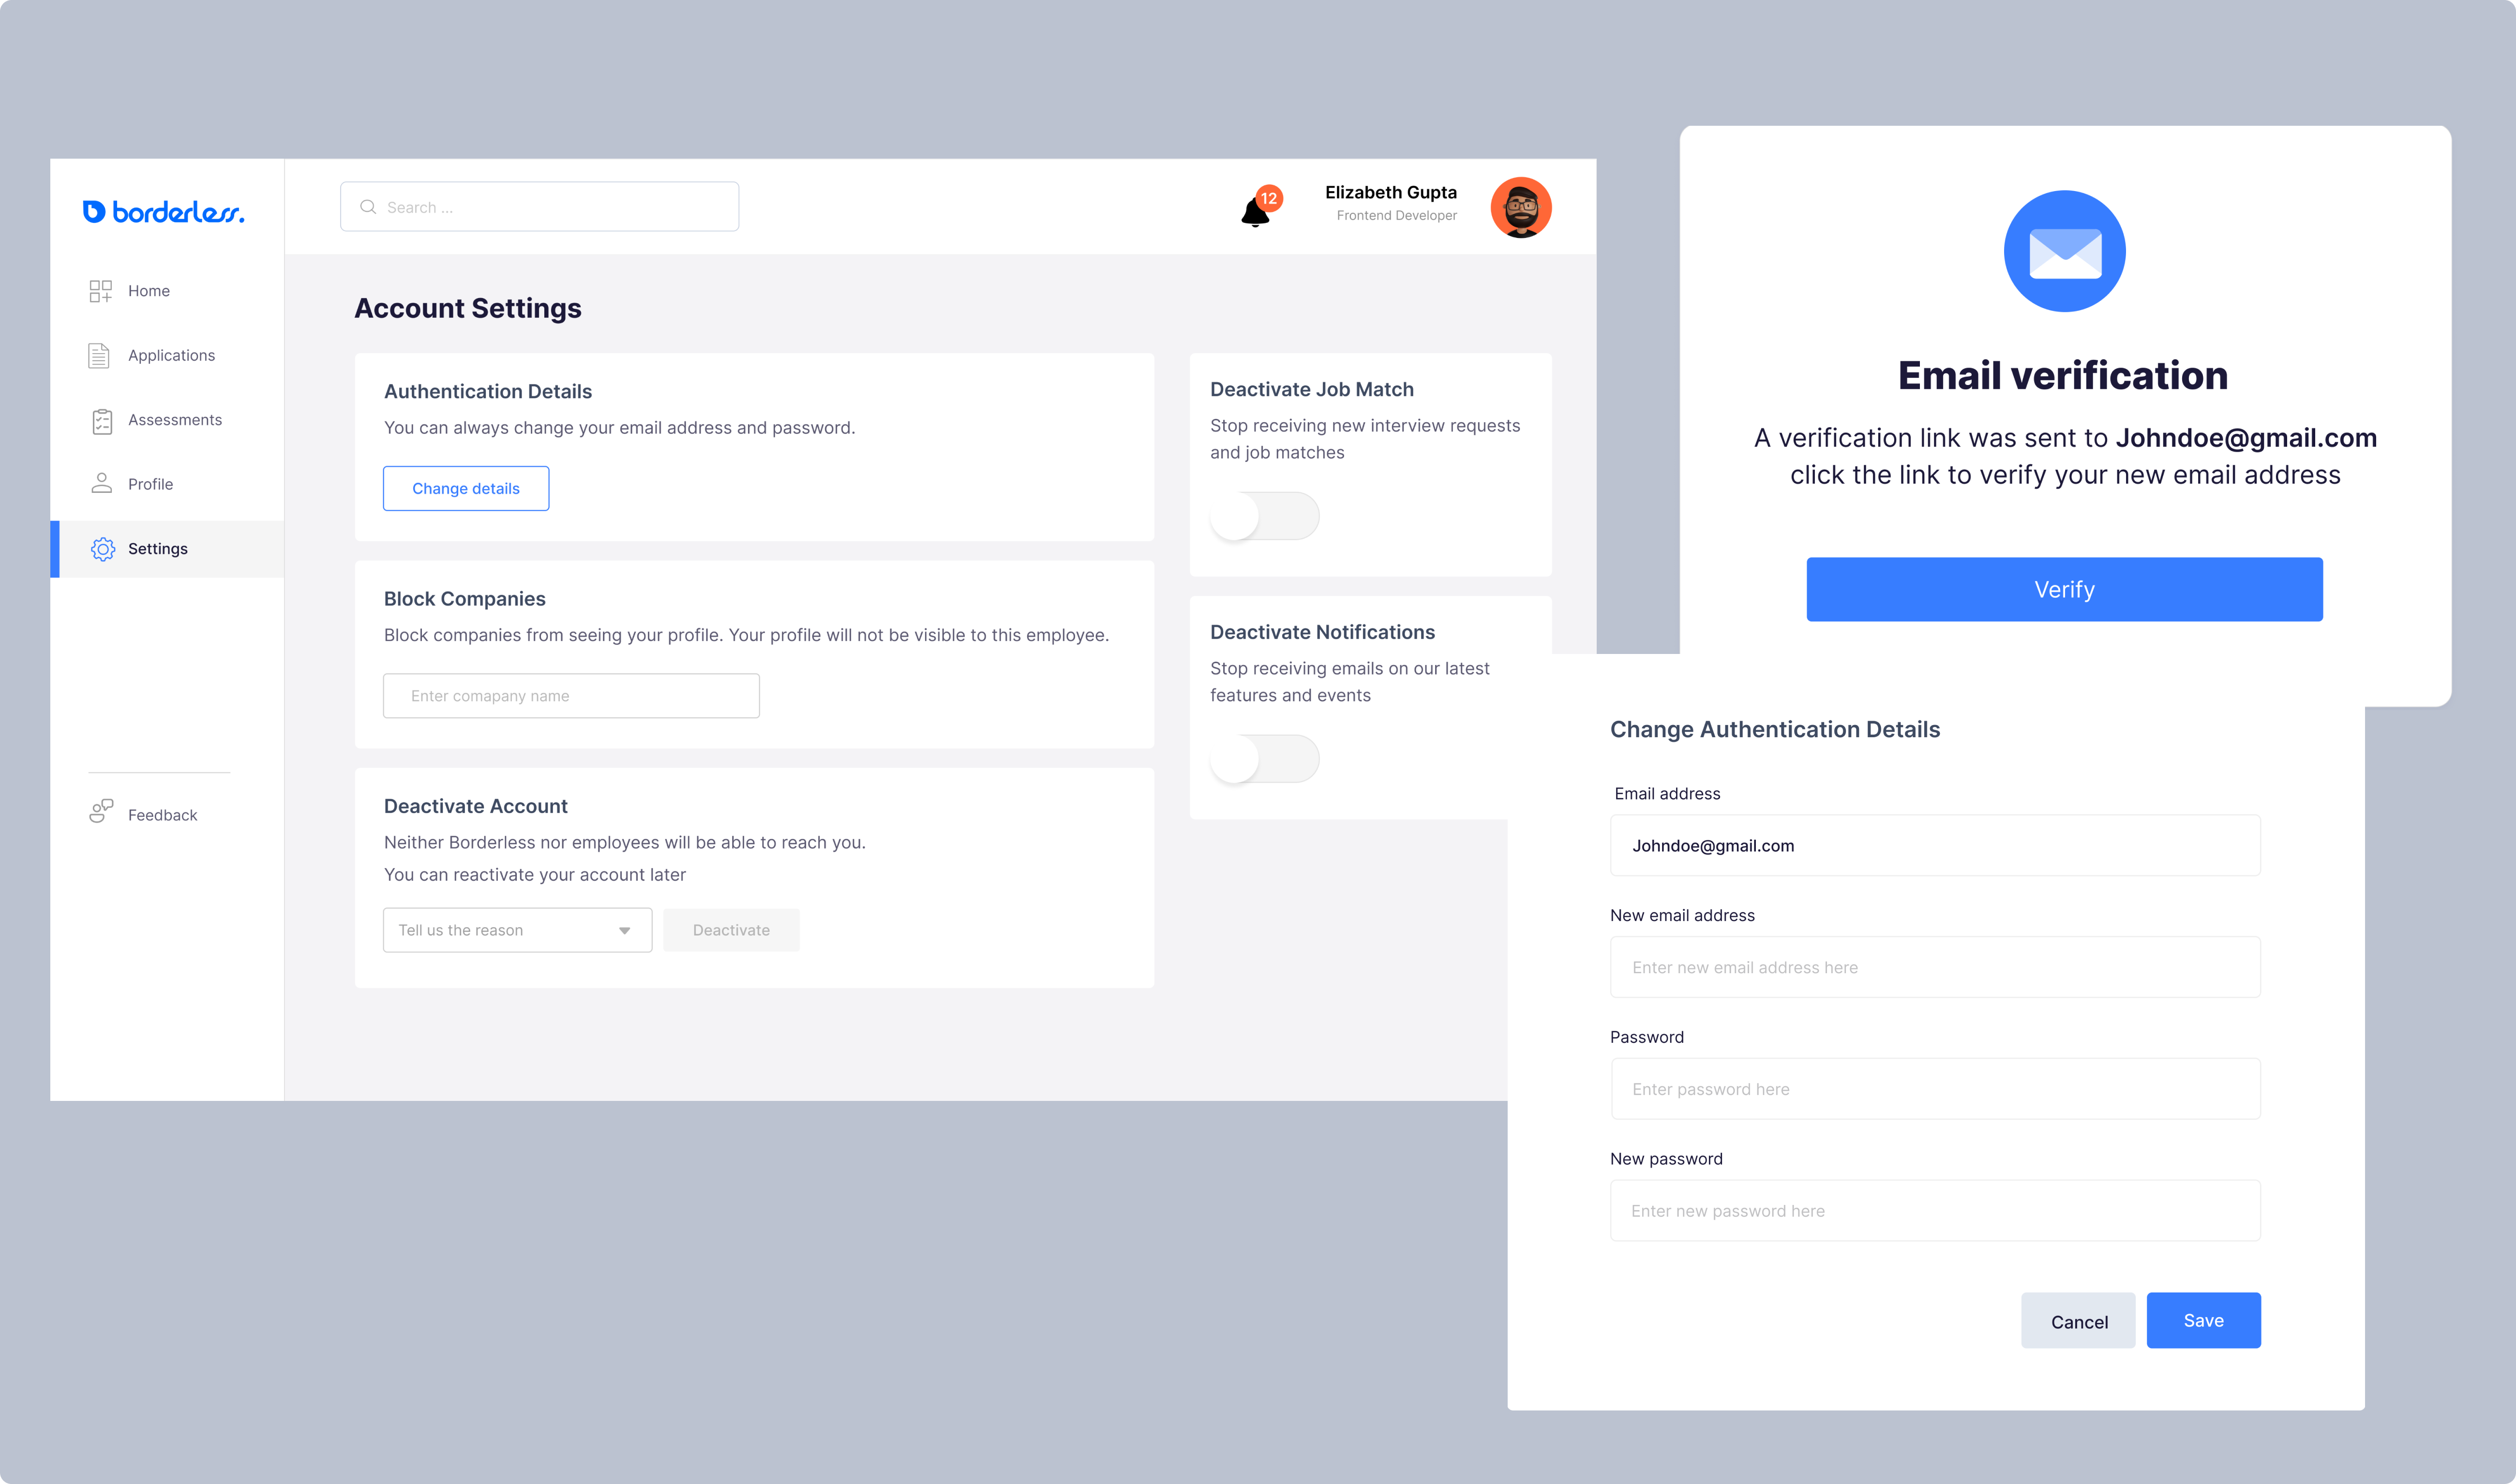 borderless.
Home
Applications
Assessments
Profile
Settings
Feedback
Search ...
12
Elizabeth Gupta
Frontend Developer
Account Settings
Authentication Details
You can always change your email address and password.
Change details
Block Companies
Block companies from seeing your profile. Your profile will not be visible to this employee.
Enter comapany name
Deactivate Account
Neither Borderless nor employees will be able to reach you.
You can reactivate your account later
Tell us the reason
Deactivate
Deactivate Job Match
Stop receiving new interview requests
and job matches
Deactivate Notifications
Stop receiving emails on our latest
features and events
Email verification
A verification link was sent to Johndoe@gmail.com
click the link to verify your new email address
Verify
Change Authentication Details
Email address
Johndoe@gmail.com
New email address
Enter new email address here
Password
Enter password here
New password
Enter new password here
Cancel
Save